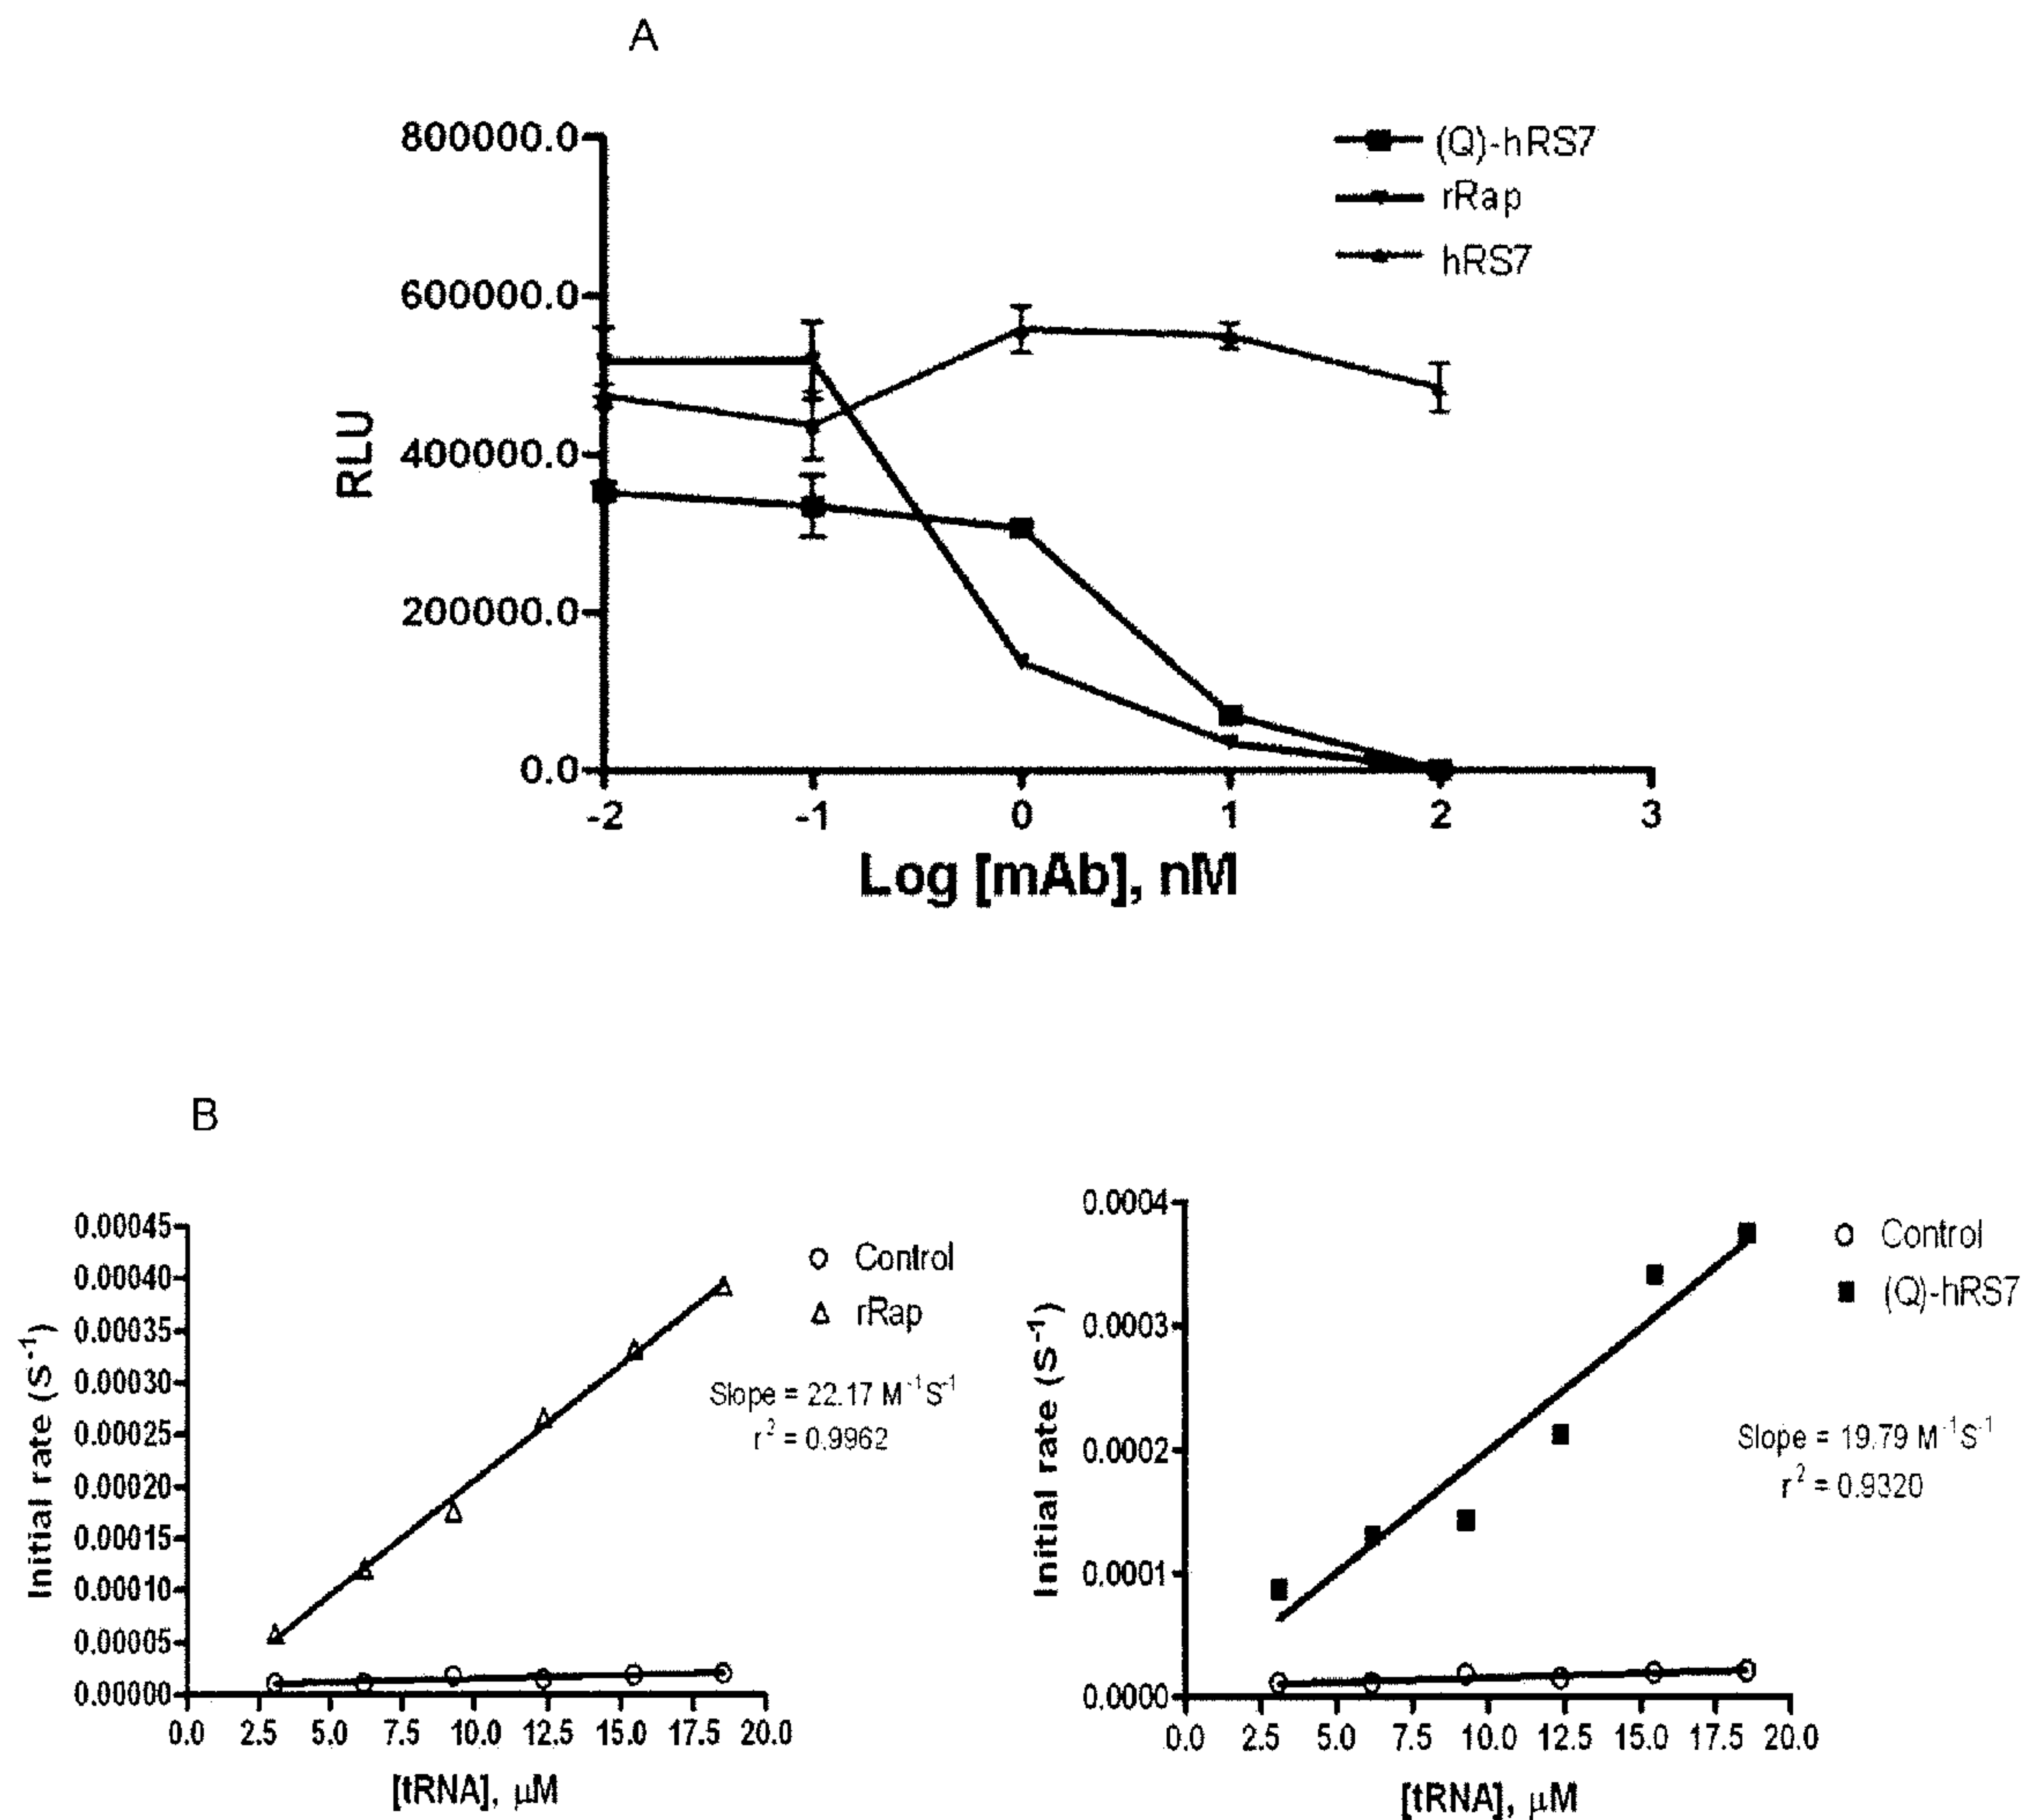 A
800000.0
600000.0
400000.0
200000.0
0.0
RLU
-2 -1 0 1 2 3
Log [mAb], nM
(Q)-hRS7
rRap
hRS7
B
0.00045
0.00040
0.00035
0.00030
0.00025
0.00020
0.00015
0.00010
0.00005
0.00000
Initial rate (S⁻¹)
0.0 2.5 5.0 7.5 10.0 12.5 15.0 17.5 20.0
[tRNA], μM
Control
rRap
Slope = 22.17 M⁻¹S⁻¹
r² = 0.9962
0.0004
0.0003
0.0002
0.0001
0.0000
Initial rate (S⁻¹)
0.0 2.5 5.0 7.5 10.0 12.5 15.0 17.5 20.0
[tRNA], μM
Control
(Q)-hRS7
Slope = 19.79 M⁻¹S⁻¹
r² = 0.9320